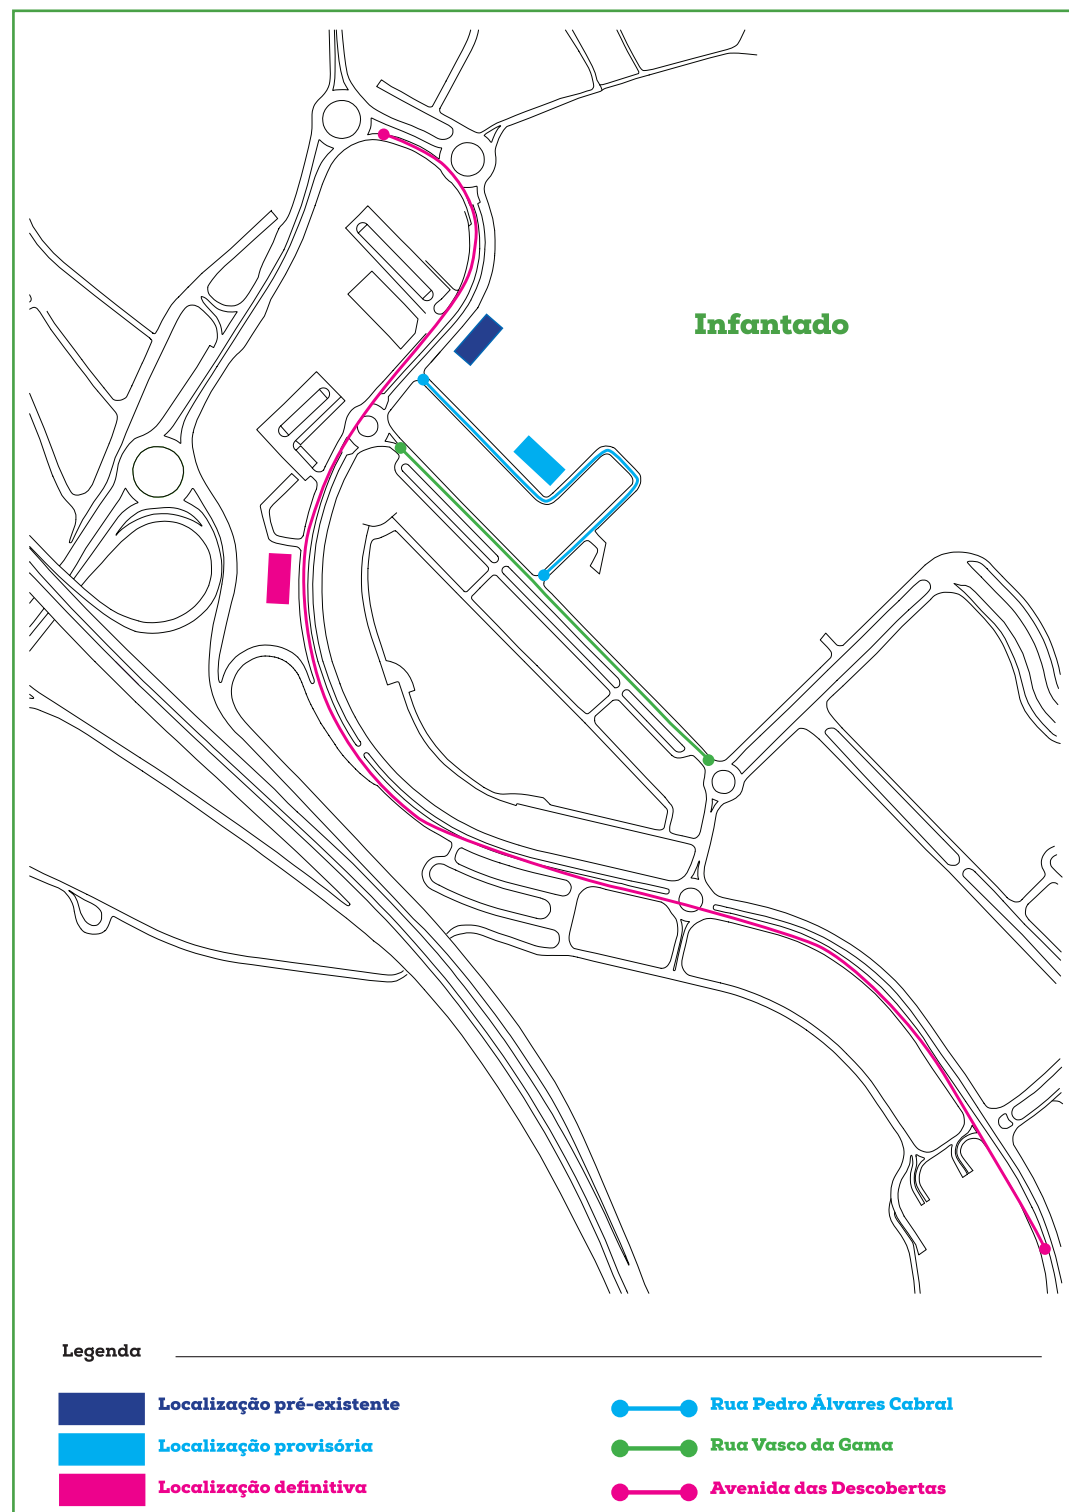 Infantado
Legenda
Localização pré-existente
Localização provisória
Localização definitiva
Rua Pedro Álvares Cabral
Rua Vasco da Gama
Avenida das Descobertas